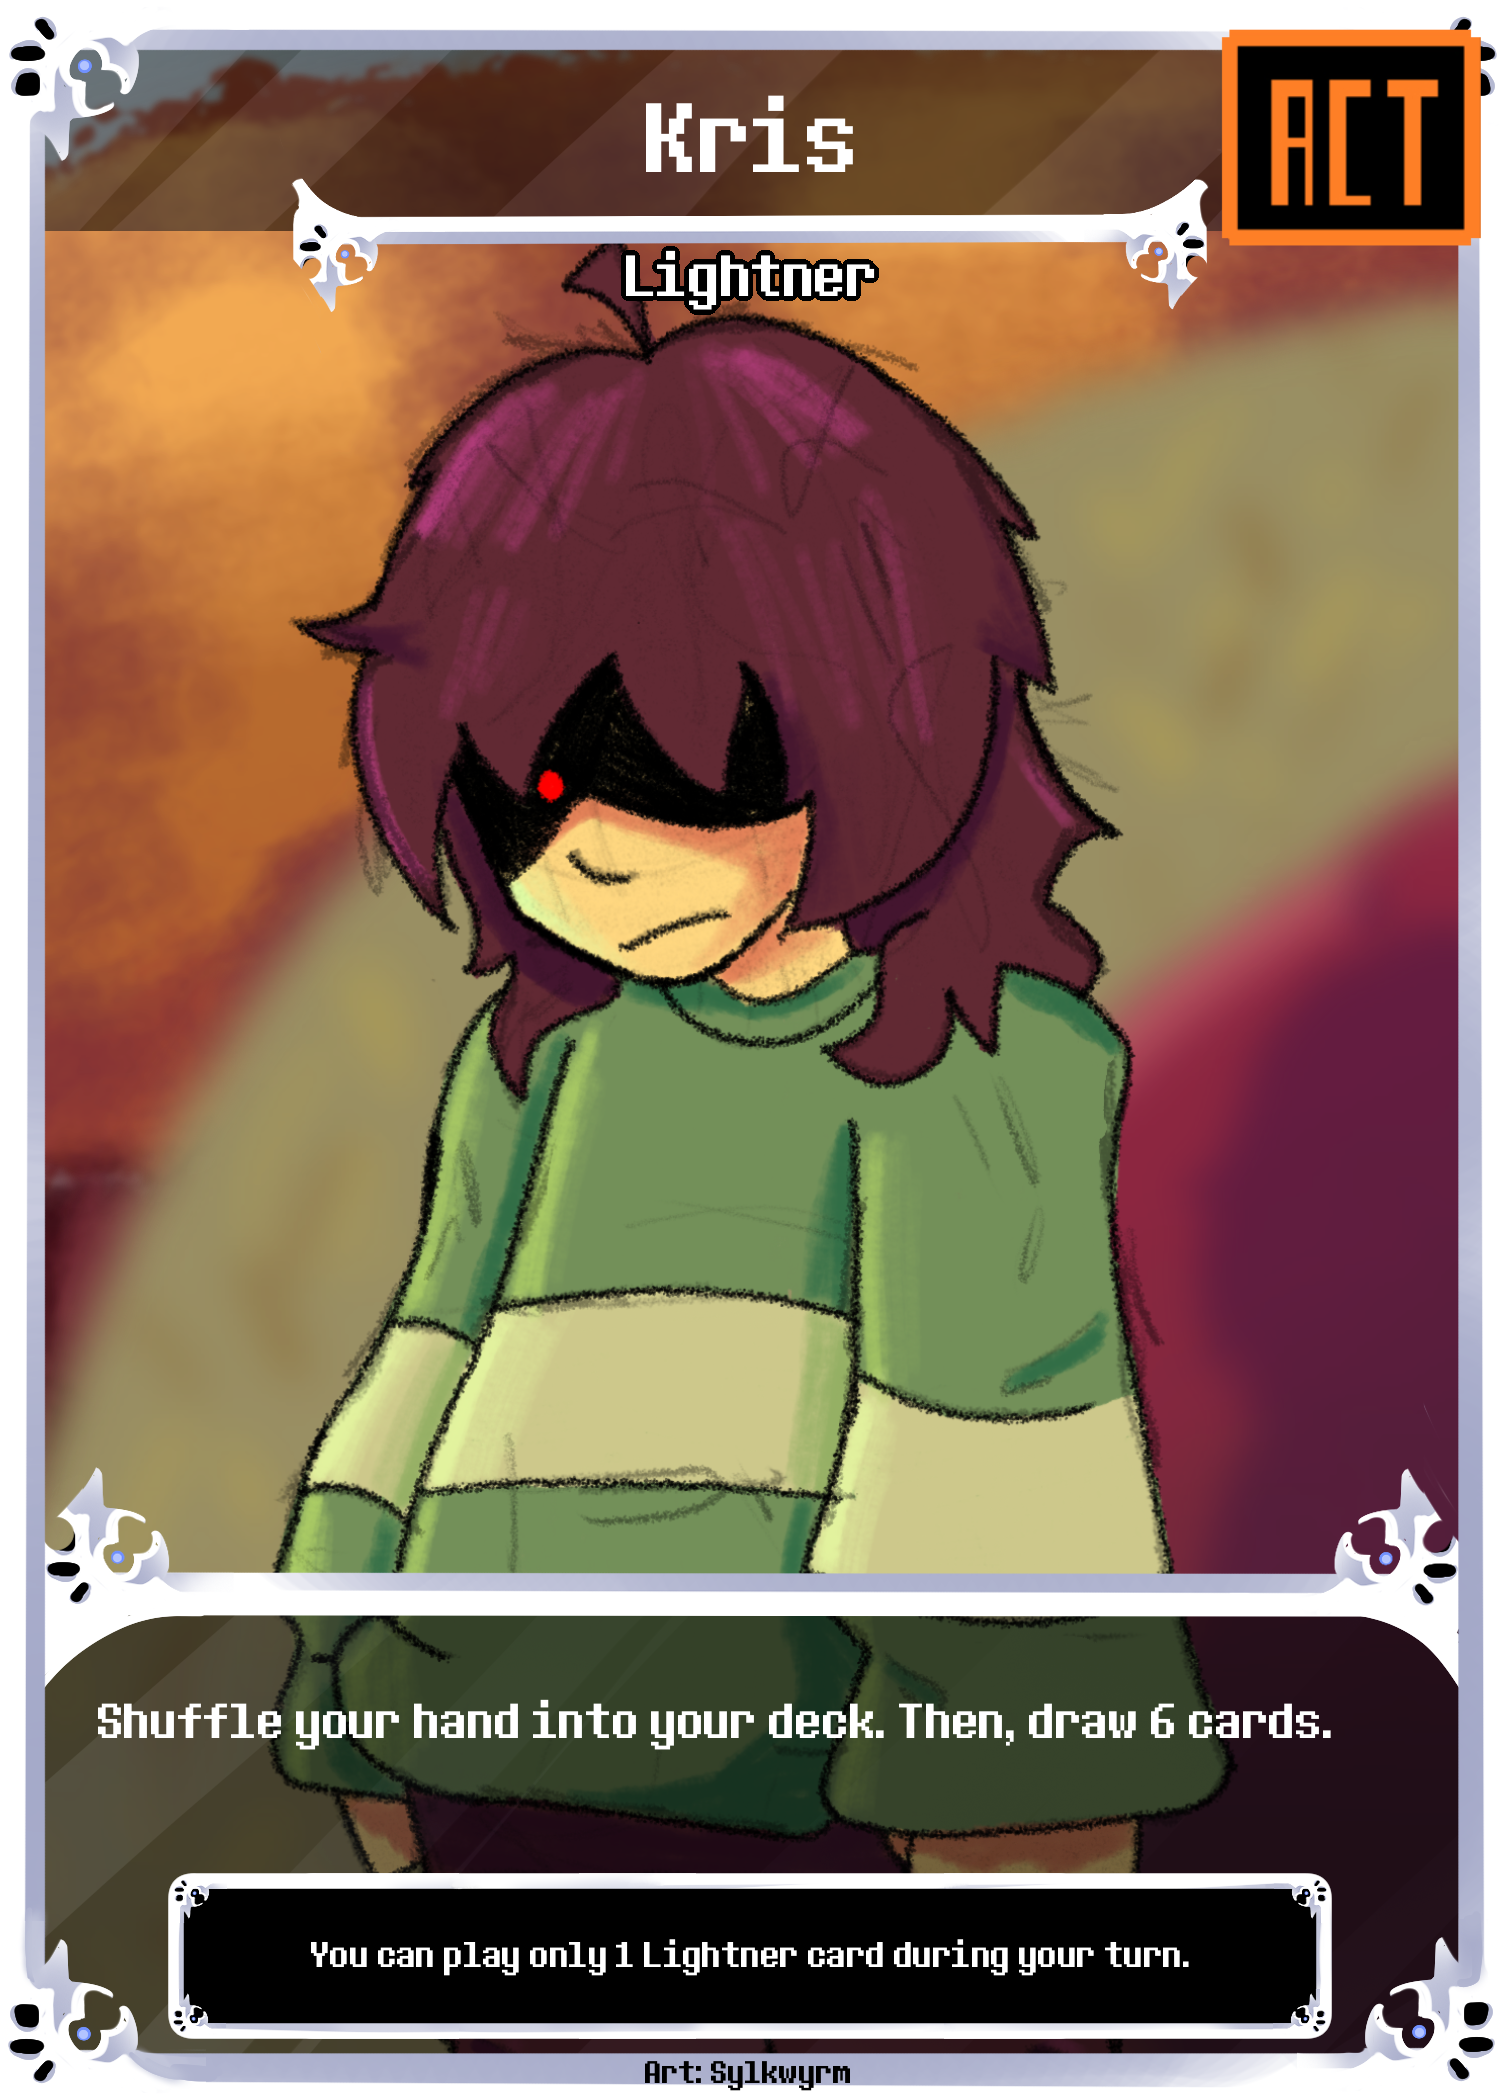 Kris
ACT
Lightner
Shuffle your hand into your deck. Then, draw 6 cards.
You can play only 1 Lightner card during your turn.
Art: Sylkwyrm